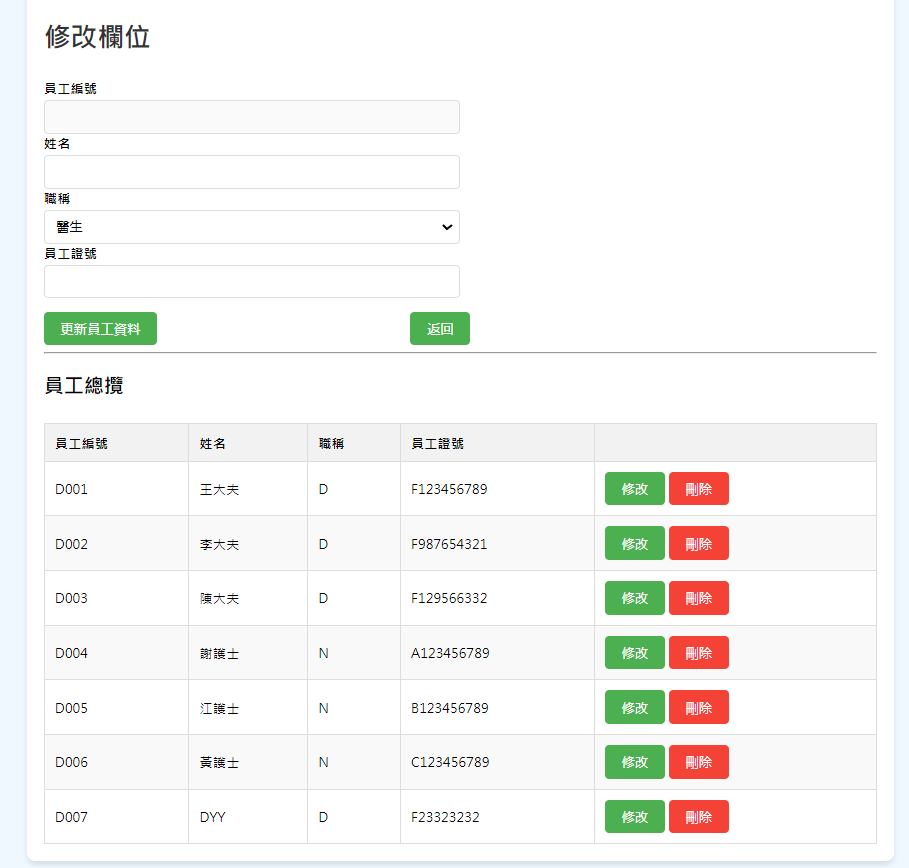 修改欄位
員工編號
姓名
職稱
醫生
員工證號
更新員工資料 返回
員工總攬
員工編號 姓名 職稱 員工證號
D001 王大夫 D F123456789 修改 刪除
D002 李大夫 D F987654321 修改 刪除
D003 陳大夫 D F129566332 修改 刪除
D004 謝護士 N A123456789 修改 刪除
D005 江護士 N B123456789 修改 刪除
D006 黃護士 N C123456789 修改 刪除
D007 DYY D F23323232 修改 刪除